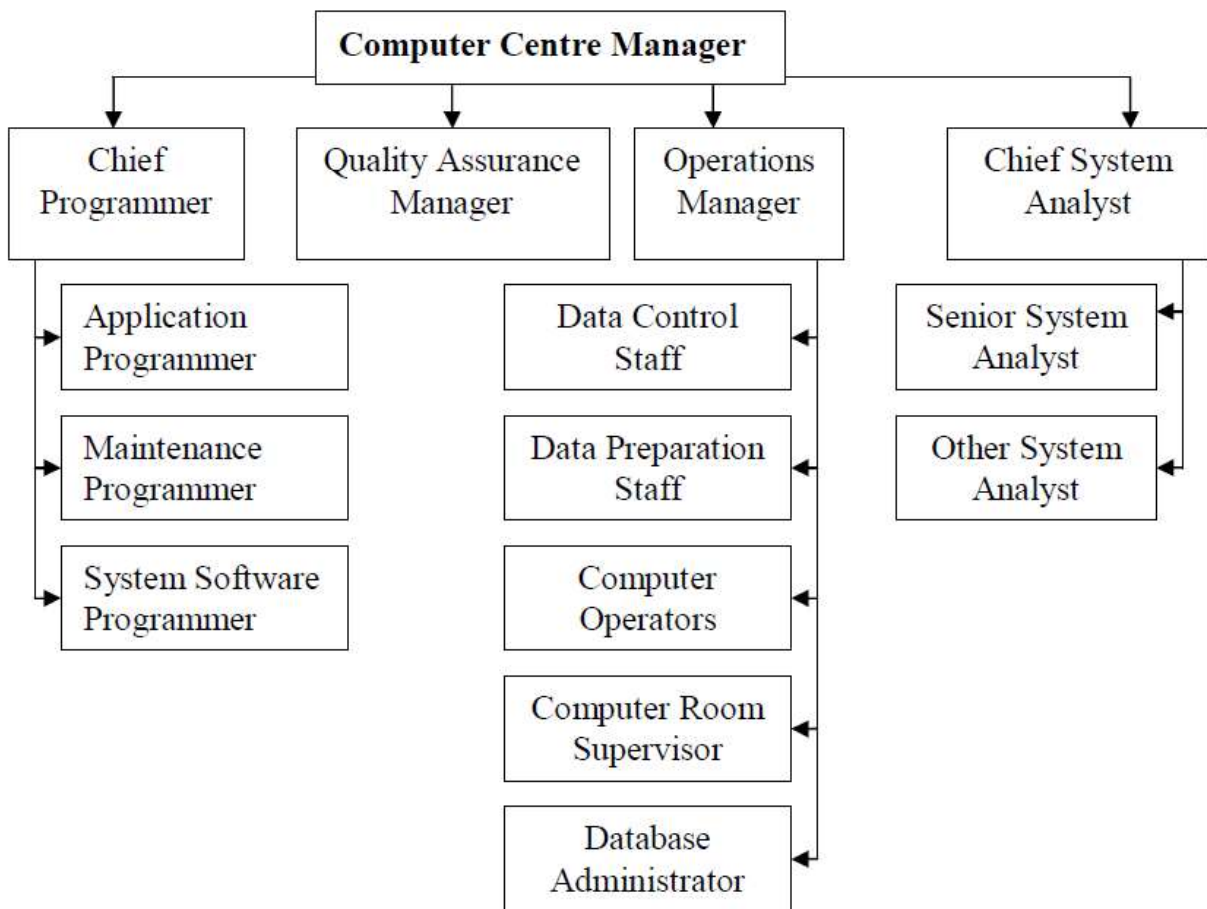 Computer Centre Manager
Chief
Programmer
Quality Assurance
Manager
Operations
Manager
Chief System
Analyst
Application
Programmer
Maintenance
Programmer
System Software
Programmer
Data Control
Staff
Data Preparation
Staff
Computer
Operators
Computer Room
Supervisor
Database
Administrator
Senior System
Analyst
Other System
Analyst